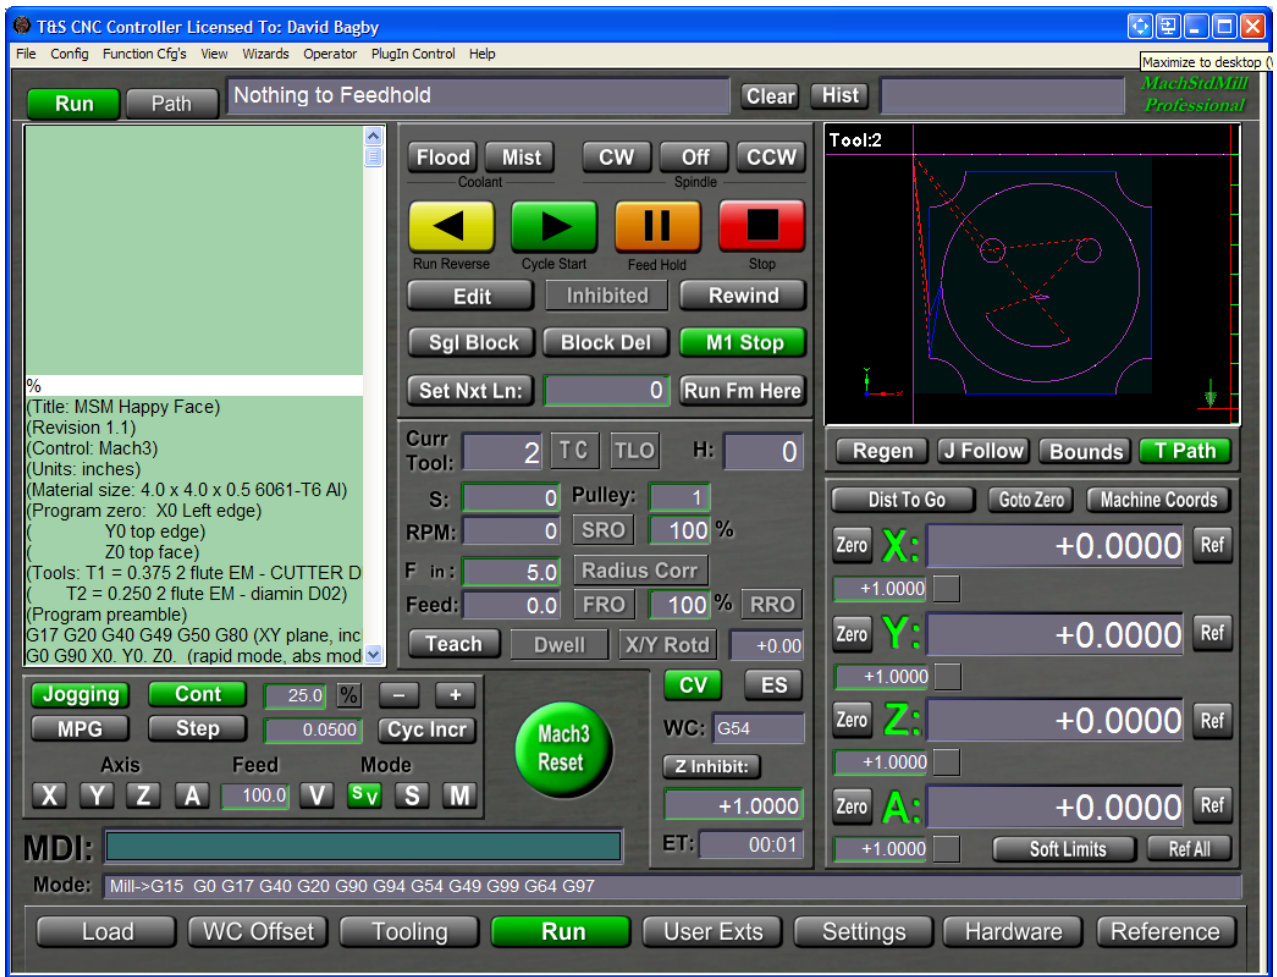 T&S CNC Controller Licensed To: David Bagby
File Config Function Cfg's View Wizards Operator PlugIn Control Help
Maximize to desktop (
Run Path Nothing to Feedhold Clear Hist
MachStdMill
Professional
%
(Title: MSM Happy Face)
(Revision 1.1)
(Control: Mach3)
(Units: inches)
(Material size: 4.0 x 4.0 x 0.5 6061-T6 Al)
(Program zero: X0 Left edge)
( Y0 top edge)
( Z0 top face)
(Tools: T1 = 0.375 2 flute EM - CUTTER D
( T2 = 0.250 2 flute EM - diamin D02)
(Program preamble)
G17 G20 G40 G49 G50 G80 (XY plane, inc
G0 G90 X0. Y0. Z0. (rapid mode, abs mod
Flood Mist CW Off CCW
Coolant Spindle
Run Reverse Cycle Start Feed Hold Stop
Edit Inhibited Rewind
Sgl Block Block Del M1 Stop
Set Nxt Ln: 0 Run Fm Here
Curr
Tool: 2 T C TLO H: 0
S: 0 Pulley: 1
RPM: 0 SRO 100 %
F in: 5.0 Radius Corr
Feed: 0.0 FRO 100 % RRO
Teach Dwell X/Y Rotd +0.00
Tool:2
Regen J Follow Bounds T Path
Dist To Go Goto Zero Machine Coords
Zero X: +0.0000 Ref
+1.0000
Zero Y: +0.0000 Ref
+1.0000
Zero Z: +0.0000 Ref
+1.0000
Zero A: +0.0000 Ref
+1.0000 Soft Limits Ref All
Jogging Cont 25.0 % - +
MPG Step 0.0500 Cyc Incr
Axis Feed Mode
X Y Z A 100.0 V SV S M
Mach3
Reset
CV ES
WC: G54
Z Inhibit:
+1.0000
ET: 00:01
MDI:
Mode: Mill->G15 G0 G17 G40 G20 G90 G94 G54 G49 G99 G64 G97
Load WC Offset Tooling Run User Exts Settings Hardware Reference